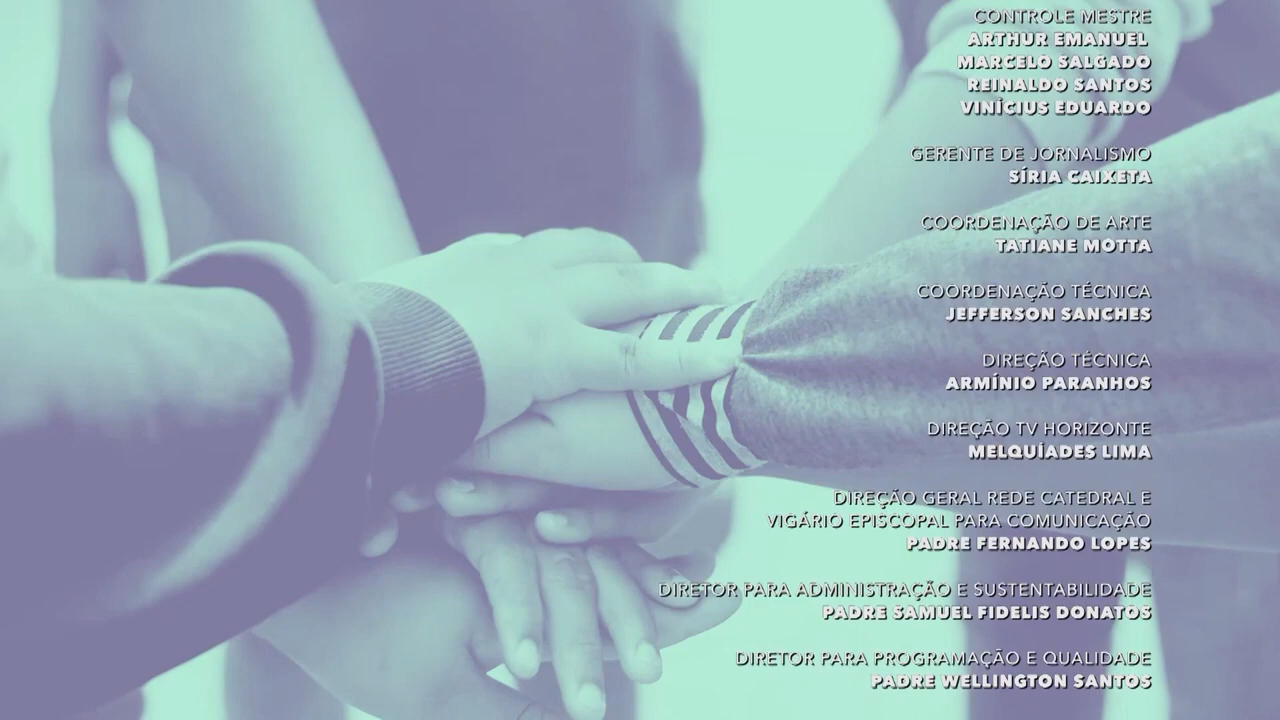 CONTROLE MESTRE
ARTHUR EMANUEL
MARCELO SALGADO
REINALDO SANTOS
VINÍCIUS EDUARDO
GERENTE DE JORNALISMO
SÍRIA CAIXETA
COORDENAÇÃO DE ARTE
TATIANE MOTTA
COORDENAÇÃO TÉCNICA
JEFFERSON SANCHES
DIREÇÃO TÉCNICA
ARMÍNIO PARANHOS
DIREÇÃO TV HORIZONTE
MELQUÍADES LIMA
DIREÇÃO GERAL REDE CATEDRAL E
VIGÁRIO EPISCOPAL PARA COMUNICAÇÃO
PADRE FERNANDO LOPES
DIRETOR PARA ADMINISTRAÇÃO E SUSTENTABILIDADE
PADRE SAMUEL FIDELIS DONATOS
DIRETOR PARA PROGRAMAÇÃO E QUALIDADE
PADRE WELLINGTON SANTOS